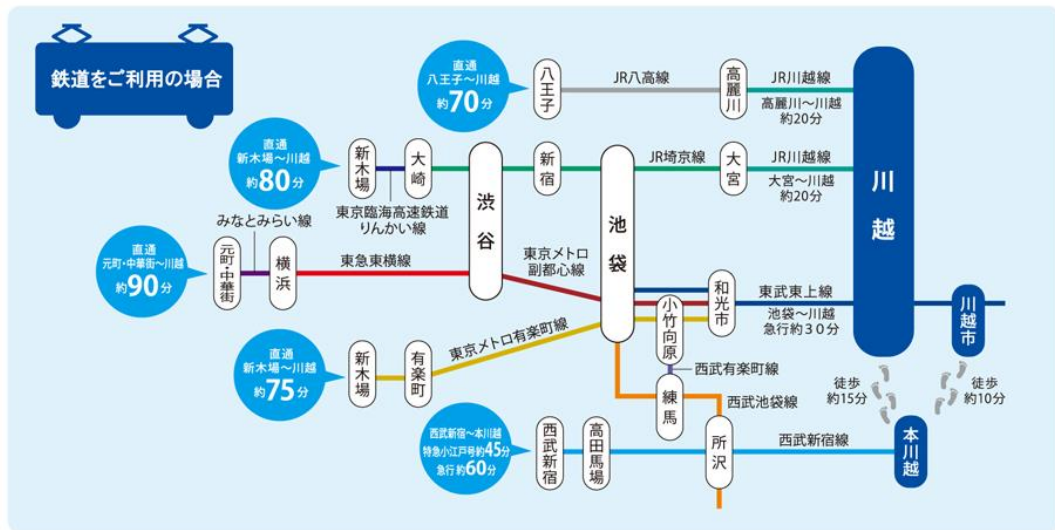 鉄道をご利用の場合
直通
八王子～川越
約70分
八王子
JR八高線
高麗川
JR川越線
高麗川～川越
約20分
川越
直通
新木場～川越
約80分
新木場
大崎
東京臨海高速鉄道
りんかい線
渋谷
新宿
池袋
JR埼京線
大宮
JR川越線
大宮～川越
約20分
みなとみらい線
直通
元町・中華街～川越
約90分
元町・中華街
横浜
東急東横線
東京メトロ
副都心線
小竹向原
和光市
東武東上線
池袋～川越
急行約30分
川越市
直通
新木場～川越
約75分
新木場
有楽町
東京メトロ有楽町線
西武有楽町線
練馬
西武池袋線
徒歩
約15分
徒歩
約10分
西武新宿～本川越
特急小江戸号約45分
急行 約60分
西武新宿
高田馬場
所沢
西武新宿線
本川越